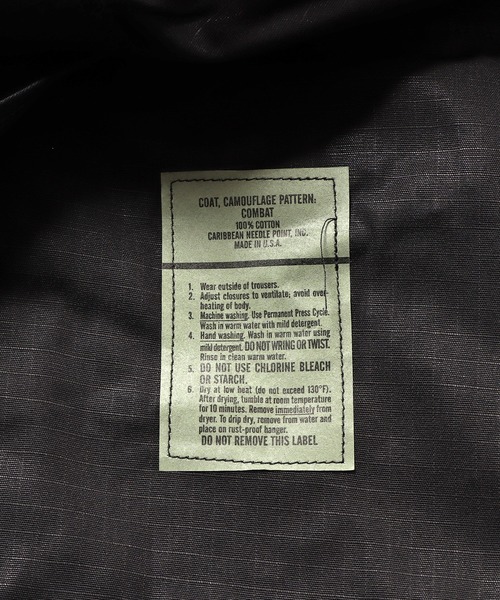 COAT, CAMOUFLAGE PATTERN:
COMBAT
100% COTTON
CARIBBEAN NEEDLE POINT, INC.
MADE IN U.S.A.
1. Wear outside of trousers.
2. Adjust closures to ventilate; avoid over-
heating of body.
3. Machine washing. Use Permanent Press Cycle.
Wash in warm water with mild detergent.
4. Hand washing. Wash in warm water using
mild detergent. DO NOT WRING OR TWIST.
Rinse in clean warm water.
5. DO NOT USE CHLORINE BLEACH
OR STARCH.
6. Dry at low heat (do not exceed 130°F).
After drying, tumble at room temperature
for 10 minutes. Remove immediately from
dryer. To drip dry, remove from water and
place on rust-proof hanger.
DO NOT REMOVE THIS LABEL